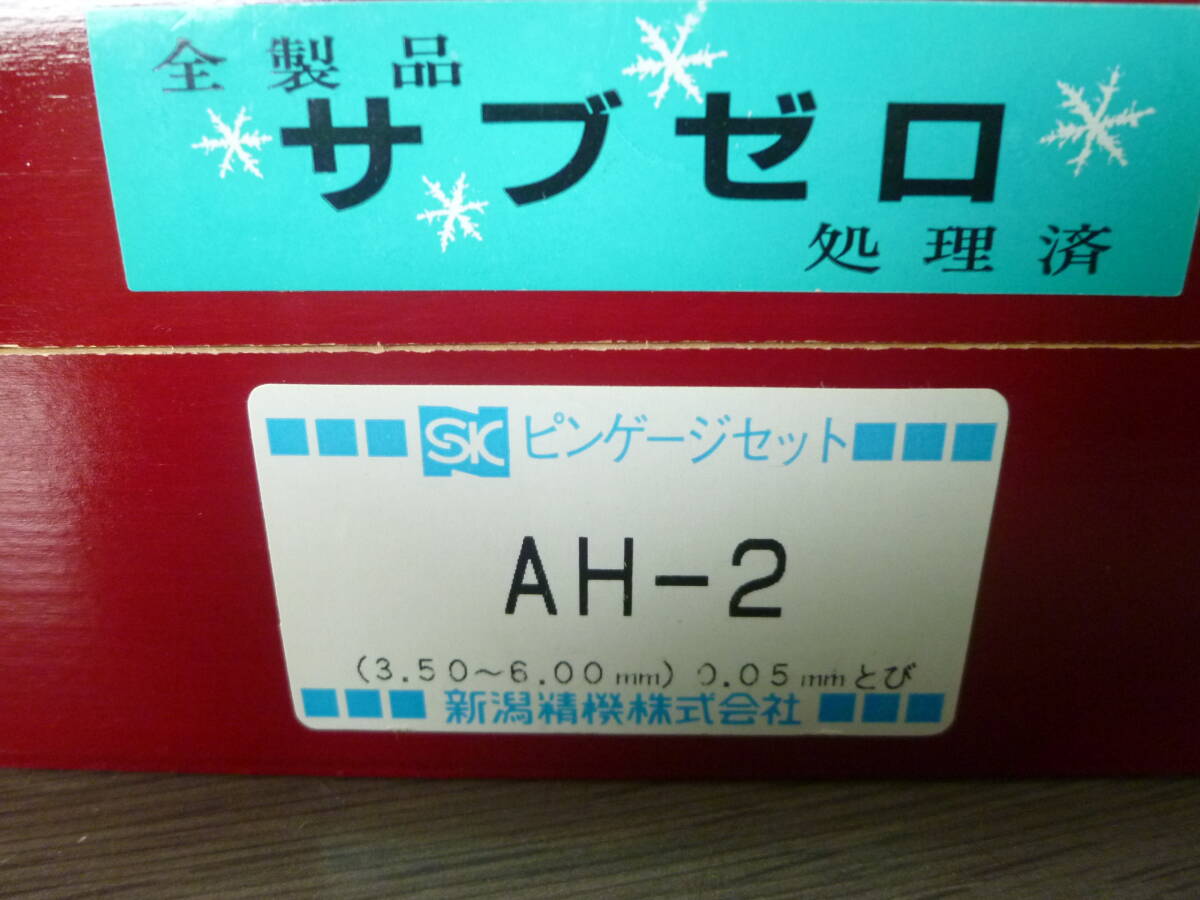 全製品
サブゼロ
処理済
SK ピンゲージセット
AH-2
(3.50～6.00mm) 0.05mmとび
新潟精機株式会社